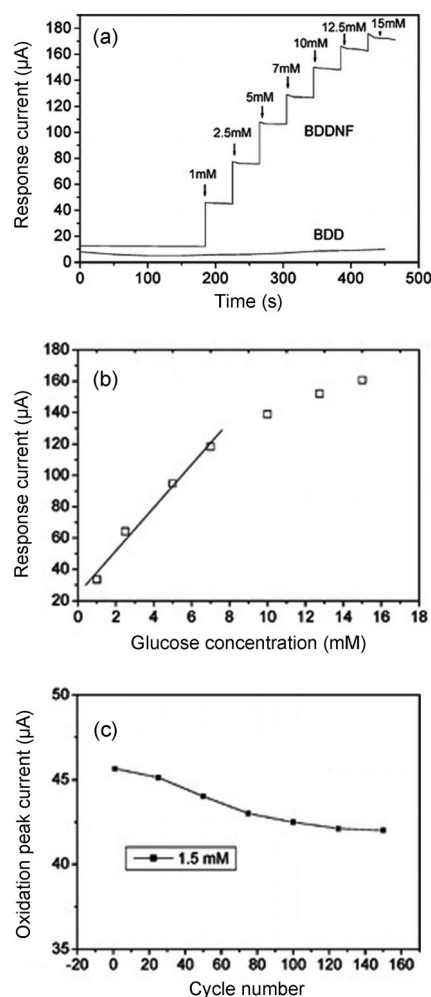 (a)
Response current (µA)
180
160
140
120
100
80
60
40
20
0
1mM
2.5mM
5mM
7mM
10mM
12.5mM
15mM
BDDNF
BDD
0 100 200 300 400 500
Time (s)
(b)
Response current (µA)
180
160
140
120
100
80
60
40
20
0 2 4 6 8 10 12 14 16 18
Glucose concentration (mM)
(c)
Oxidation peak current (µA)
50
45
42
35
1.5 mM
-20 0 20 40 60 80 100 120 140 160
Cycle number